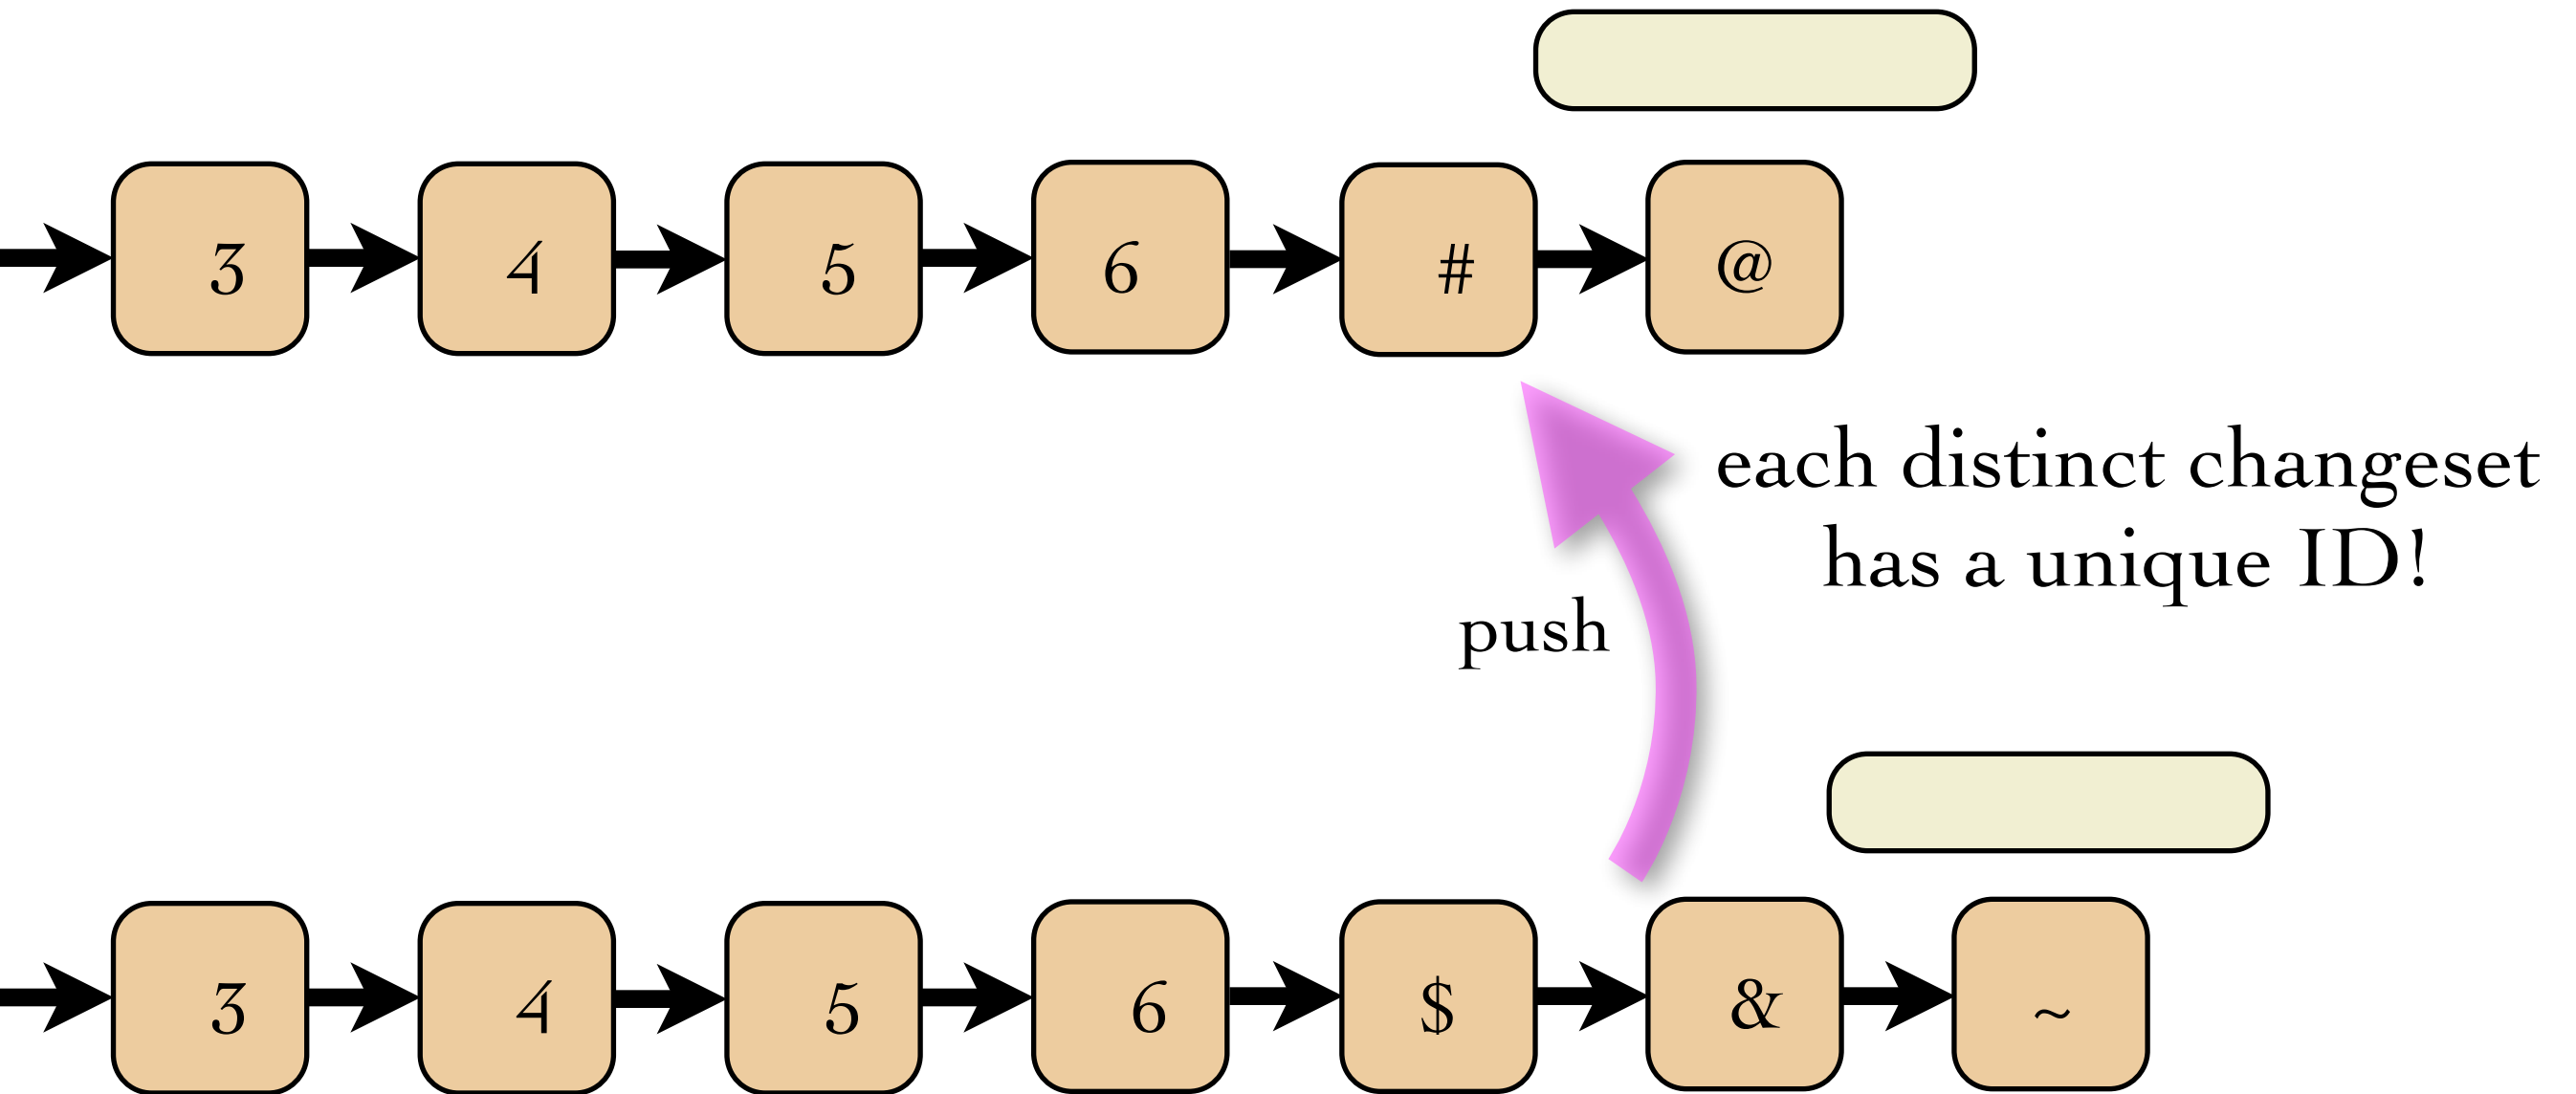 3 4 5 6 # @
each distinct changeset
has a unique ID!
push
3 4 5 6 $ & ~